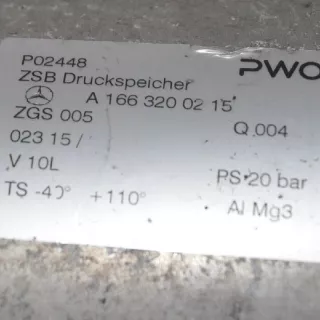 P02448
PWO
ZSB Druckspeicher
A 166 320 02 15
ZGS 005
Q 004
023 15 /
V 10L
PS 20 bar
TS -40° +110°
Al Mg3